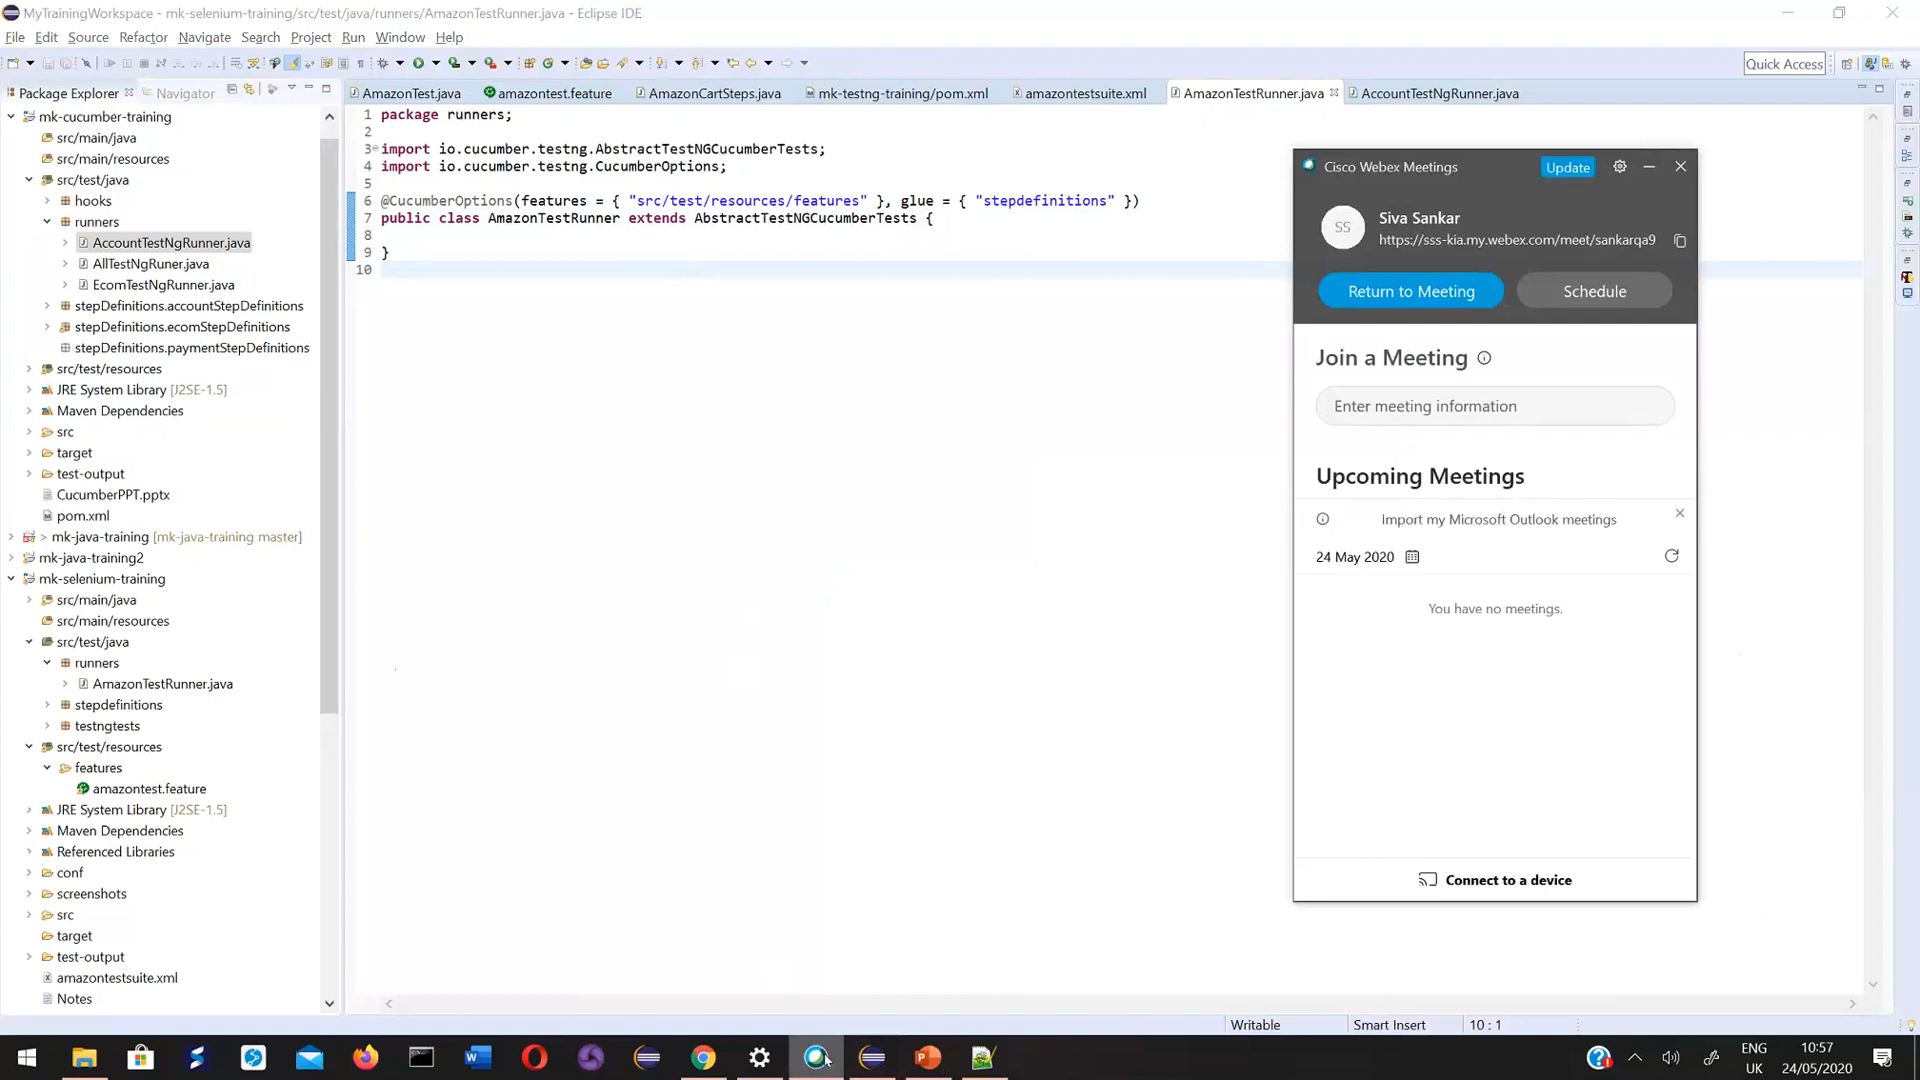 MyTrainingWorkspace - mk-selenium-training/src/test/java/runners/AmazonTestRunner.java - Eclipse IDE
File Edit Source Refactor Navigate Search Project Run Window Help
Quick Access
Package Explorer Navigator
AmazonTest.java amazontest.feature AmazonCartSteps.java mk-testng-training/pom.xml amazontestsuite.xml AmazonTestRunner.java AccountTestNgRunner.java
mk-cucumber-training
src/main/java
src/main/resources
src/test/java
hooks
runners
AccountTestNgRunner.java
AllTestNgRuner.java
EcomTestNgRunner.java
stepDefinitions.accountStepDefinitions
stepDefinitions.ecomStepDefinitions
stepDefinitions.paymentStepDefinitions
src/test/resources
JRE System Library [J2SE-1.5]
Maven Dependencies
src
target
test-output
CucumberPPT.pptx
pom.xml
> mk-java-training [mk-java-training master]
mk-java-training2
mk-selenium-training
src/main/java
src/main/resources
src/test/java
runners
AmazonTestRunner.java
stepdefinitions
testngtests
src/test/resources
features
amazontest.feature
JRE System Library [J2SE-1.5]
Maven Dependencies
Referenced Libraries
conf
screenshots
src
target
test-output
amazontestsuite.xml
Notes
1 package runners;
2
3 import io.cucumber.testng.AbstractTestNGCucumberTests;
4 import io.cucumber.testng.CucumberOptions;
5
6 @CucumberOptions(features = { "src/test/resources/features" }, glue = { "stepdefinitions" })
7 public class AmazonTestRunner extends AbstractTestNGCucumberTests {
8
9 }
10
Cisco Webex Meetings Update
SS
Siva Sankar
https://sss-kia.my.webex.com/meet/sankarqa9
Return to Meeting Schedule
Join a Meeting
Enter meeting information
Upcoming Meetings
Import my Microsoft Outlook meetings
24 May 2020
You have no meetings.
Connect to a device
Writable Smart Insert 10 : 1
ENG
UK
10:57
24/05/2020